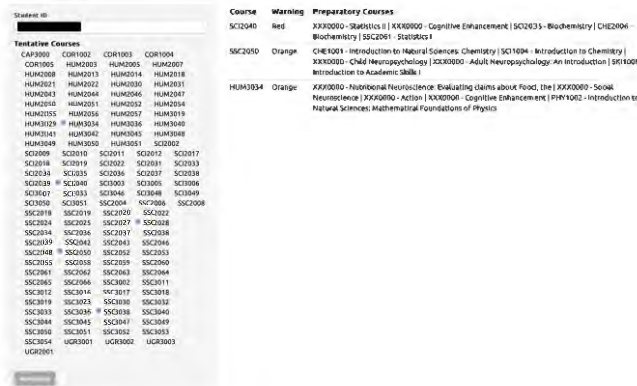 Student ID
Tentative Courses
CAP3000 COR1002 COR1003 COR1004
COR1005 HUM2003 HUM2005 HUM2007
HUM2008 HUM2013 HUM2014 HUM2018
HUM2021 HUM2022 HUM2030 HUM2031
HUM2043 HUM2044 HUM2046 HUM2047
HUM2050 HUM2051 HUM2052 HUM2054
HUM2055 HUM2056 HUM2057 HUM3019
HUM3029 HUM3034 HUM3036 HUM3040
HUM3041 HUM3042 HUM3045 HUM3048
HUM3049 HUM3050 HUM3051 SCI2002
SCI2009 SCI2010 SCI2011 SCI2012 SCI2017
SCI2018 SCI2019 SCI2022 SCI2031 SCI2033
SCI2034 SCI2035 SCI2036 SCI2037 SCI2038
SCI2039 SCI2040 SCI3003 SCI3005 SCI3006
SCI3007 SCI3033 SCI3046 SCI3048 SCI3049
SCI3050 SCI3051 SSC2004 SSC2006 SSC2008
SSC2018 SSC2019 SSC2020 SSC2022
SSC2024 SSC2025 SSC2027 SSC2028
SSC2034 SSC2036 SSC2037 SSC2038
SSC2039 SSC2042 SSC2043 SSC2046
SSC2048 SSC2050 SSC2052 SSC2053
SSC2055 SSC2058 SSC2059 SSC2060
SSC2061 SSC2062 SSC2063 SSC2064
SSC2065 SSC2066 SSC3002 SSC3011
SSC3012 SSC3016 SSC3017 SSC3018
SSC3019 SSC3023 SSC3030 SSC3032
SSC3033 SSC3036 SSC3038 SSC3040
SSC3044 SSC3045 SSC3047 SSC3049
SSC3050 SSC3051 SSC3052 SSC3053
SSC3054 UGR3001 UGR3002 UGR3003
UGR2001
Course Warning Preparatory Courses
SCI2040 Red XXX0000 - Statistics II | XXX0000 - Cognitive Enhancement | SCI2035 - Biochemistry | CHE2006 -
Biochemistry | SSC2061 - Statistics I
SSC2050 Orange CHE1001 - Introduction to Natural Sciences: Chemistry | SCI1004 - Introduction to Chemistry |
XXX0000 - Child Neuropsychology | XXX0000 - Adult Neuropsychology: An Introduction | SKI1008
Introduction to Academic Skills I
HUM3034 Orange XXX0000 - Nutritional Neuroscience: Evaluating claims about Food, the | XXX0000 - Social
Neuroscience | XXX0000 - Action | XXX0000 - Cognitive Enhancement | PHY1002 - Introduction to
Natural Sciences: Mathematical Foundations of Physics